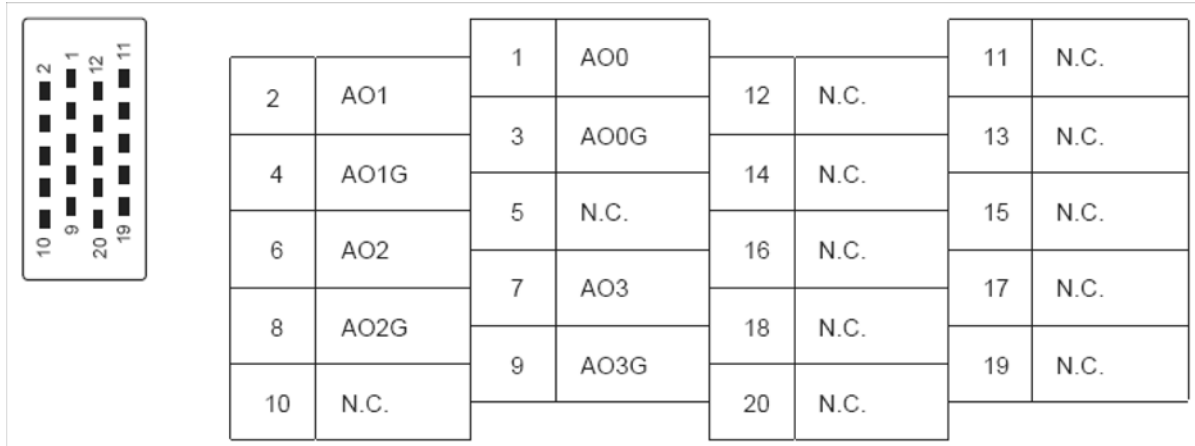 2 1 12 11
10 9 20 19
1 AO0 11 N.C.
2 AO1 12 N.C.
3 AO0G 13 N.C.
4 AO1G 14 N.C.
5 N.C. 15 N.C.
6 AO2 16 N.C.
7 AO3 17 N.C.
8 AO2G 18 N.C.
9 AO3G 19 N.C.
10 N.C. 20 N.C.